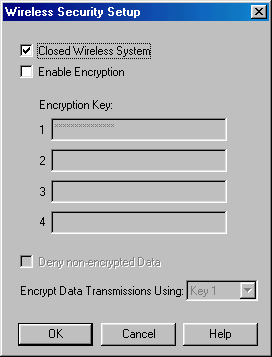 Wireless Security Setup
Closed Wireless System
Enable Encryption
Encryption Key:
1 **************
2
3
4
Deny non-encrypted Data
Encrypt Data Transmissions Using: Key 1
OK Cancel Help